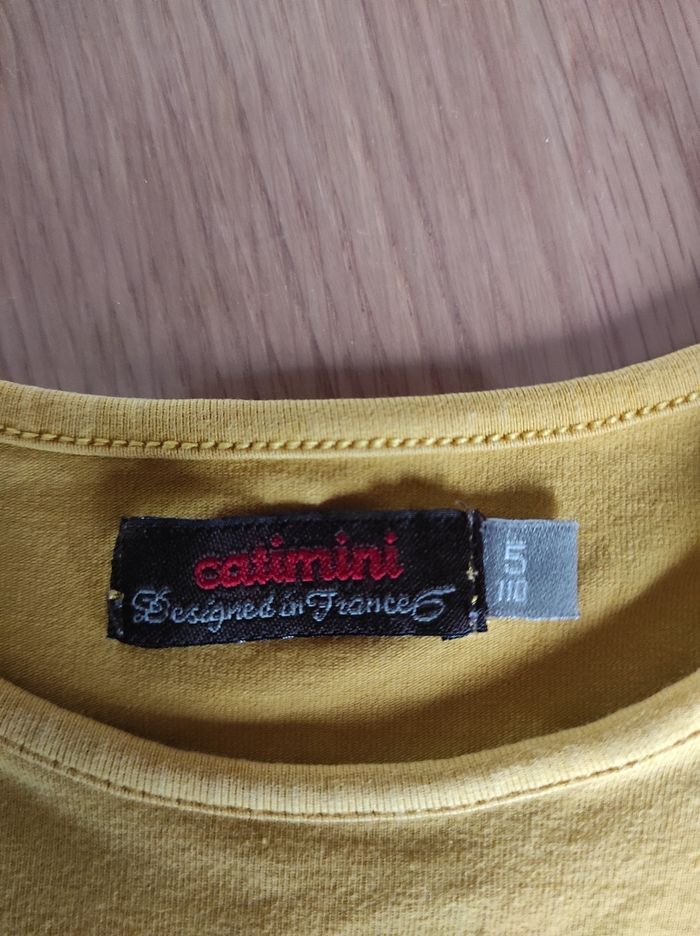 catimini
Designed in France
5
110